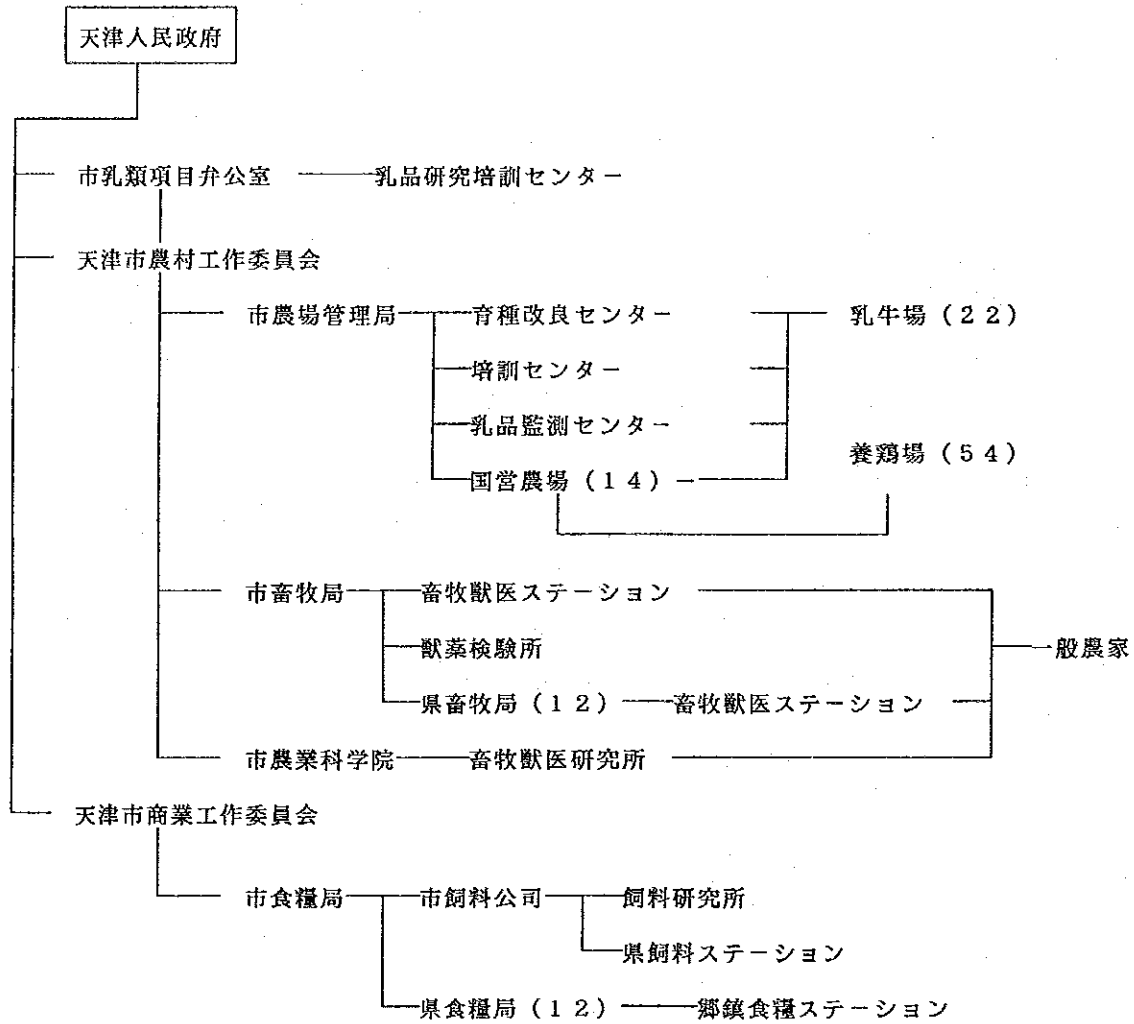 天津人民政府
市乳類項目弁公室 乳品研究培訓センター
天津市農村工作委員会
市農場管理局 育種改良センター 乳牛場(22)
培訓センター
乳品監測センター
養鶏場(54)
国営農場(14)
市畜牧局 畜牧獣医ステーション
獣薬検験所 一般農家
県畜牧局(12) 畜牧獣医ステーション
市農業科学院 畜牧獣医研究所
天津市商業工作委員会
市食糧局 市飼料公司 飼料研究所
県飼料ステーション
県食糧局(12) 郷鎮食糧ステーション